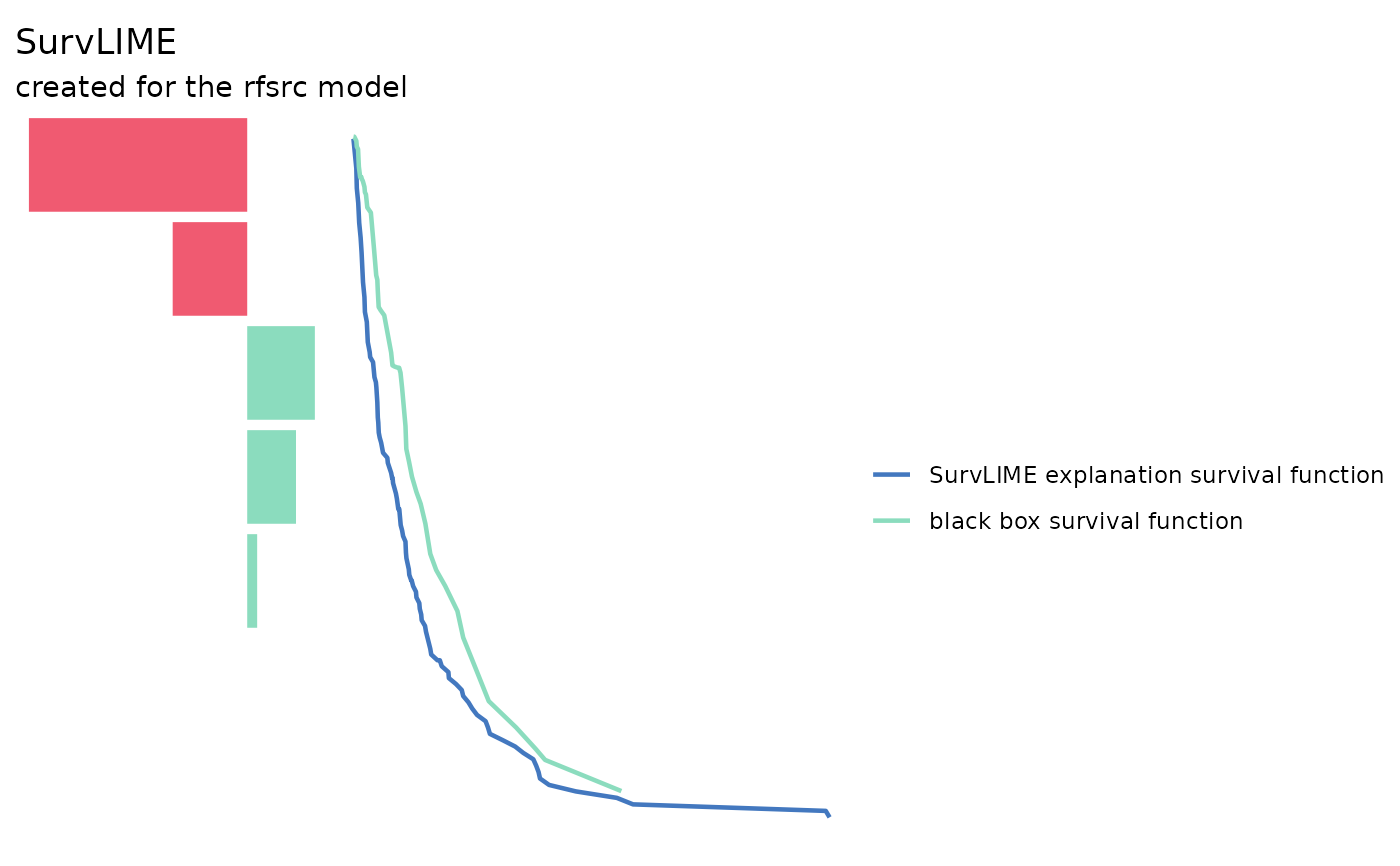 SurvLIME
created for the rfsrc model
SurvLIME explanation survival function
black box survival function